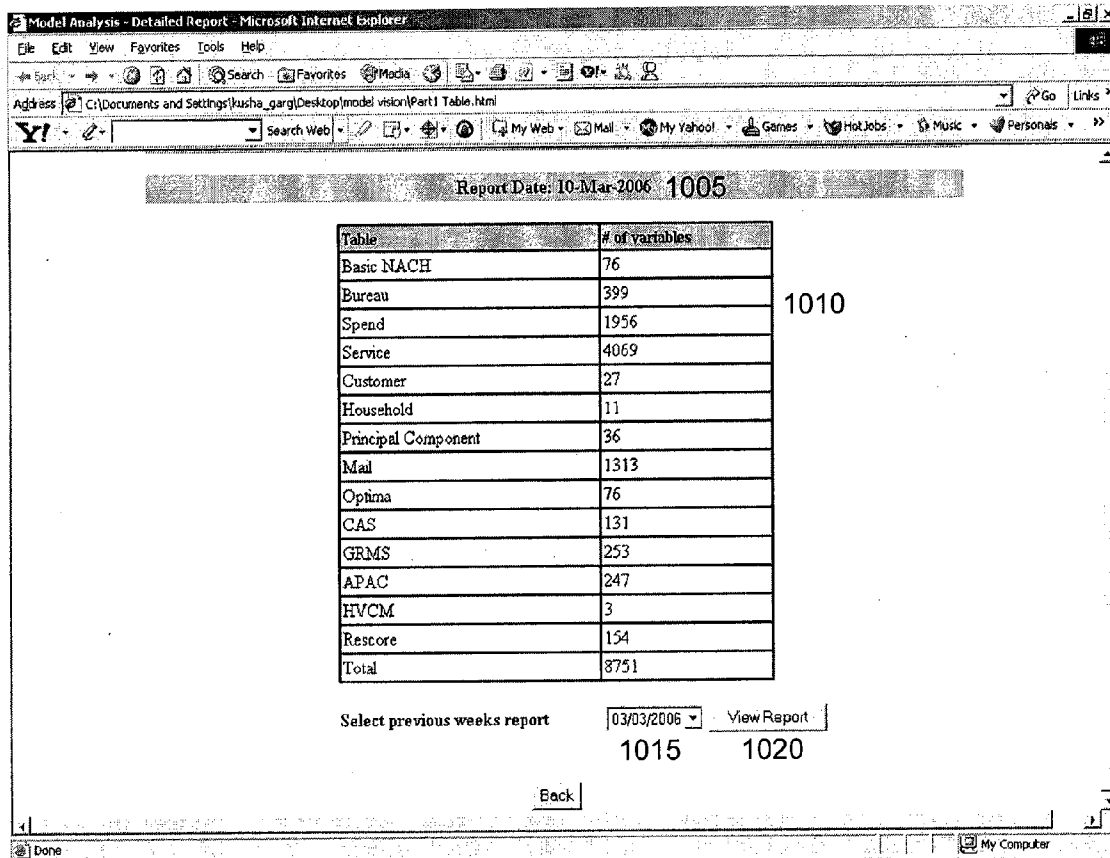 Model Analysis - Detailed Report - Microsoft Internet Explorer
File Edit View Favorites Tools Help
Back Search Favorites Media
Address C:\Documents and Settings\kusha_garg\Desktop\model vision\Part1 Table.html Go Links »
Y! Search Web My Web Mail My Yahoo! Games HotJobs Music Personals »
Report Date: 10-Mar-2006 1005
Table # of variables
Basic NACH 76
Bureau 399
1010
Spend 1956
Service 4069
Customer 27
Household 11
Principal Component 36
Mail 1313
Optima 76
CAS 131
GRMS 253
APAC 247
HVCM 3
Rescore 154
Total 8751
Select previous weeks report 03/03/2006 View Report
1015 1020
Back
Done My Computer